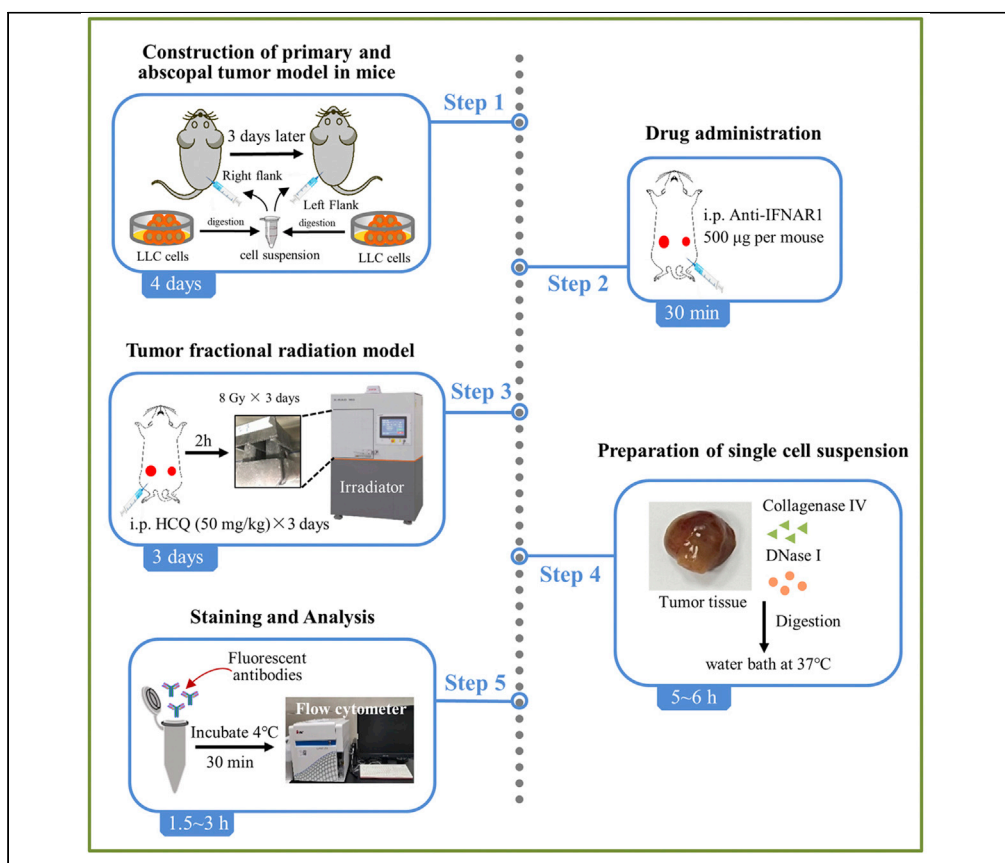 Construction of primary and
abscopal tumor model in mice
Step 1
3 days later
Right flank
Left Flank
digestion
digestion
LLC cells
cell suspension
LLC cells
4 days
Drug administration
i.p. Anti-IFNAR1
500 μg per mouse
Step 2
30 min
Tumor fractional radiation model
Step 3
8 Gy × 3 days
2h
Irradiator
i.p. HCQ (50 mg/kg)×3 days
3 days
Preparation of single cell suspension
Collagenase IV
DNase I
Step 4
Tumor tissue
Digestion
water bath at 37℃
5~6 h
Staining and Analysis
Fluorescent
antibodies
Step 5
Flow cytometer
Incubate 4℃
30 min
1.5~3 h